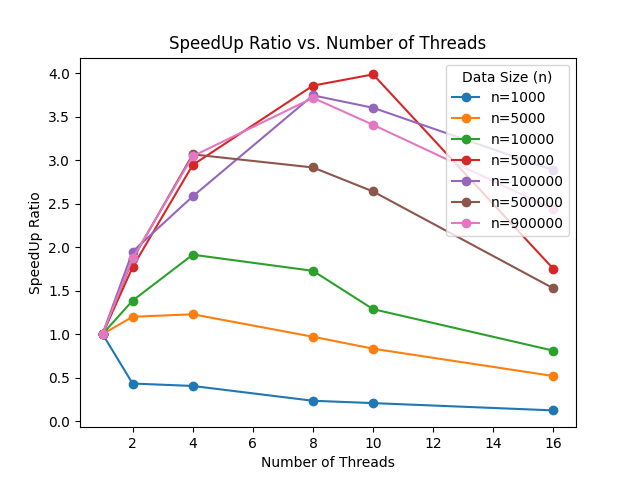 SpeedUp Ratio vs. Number of Threads
SpeedUp Ratio
4.0
3.5
3.0
2.5
2.0
1.5
1.0
0.5
0.0
Data Size (n)
n=1000
n=5000
n=10000
n=50000
n=100000
n=500000
n=900000
2 4 6 8 10 12 14 16
Number of Threads